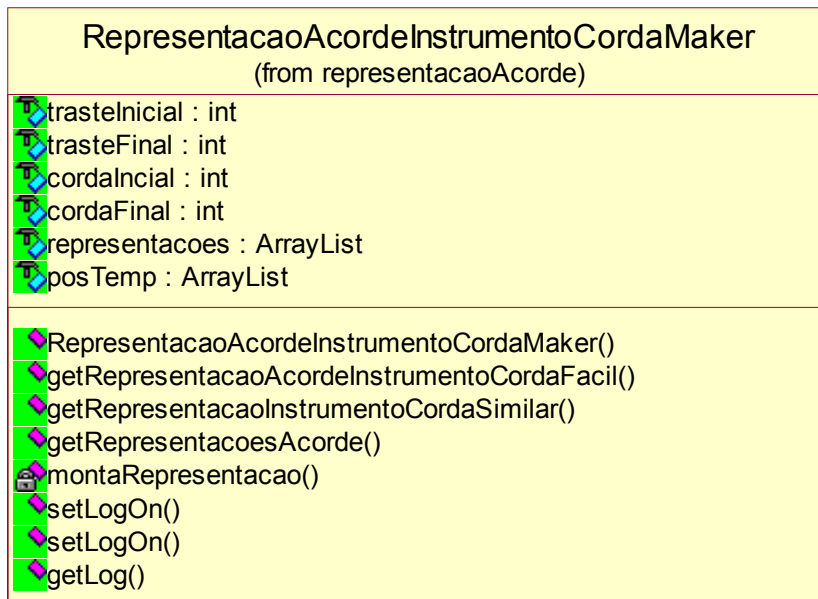 RepresentacaoAcordeInstrumentoCordaMaker
(from representacaoAcorde)
trasteInicial : int
trasteFinal : int
cordaIncial : int
cordaFinal : int
representacoes : ArrayList
posTemp : ArrayList
RepresentacaoAcordeInstrumentoCordaMaker()
getRepresentacaoAcordeInstrumentoCordaFacil()
getRepresentacaoInstrumentoCordaSimilar()
getRepresentacoesAcorde()
montaRepresentacao()
setLogOn()
setLogOn()
getLog()